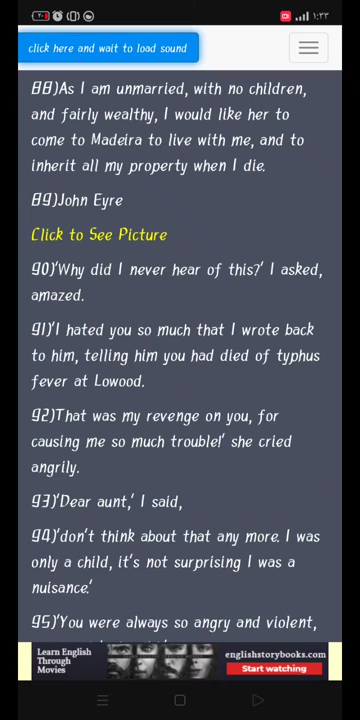 ۱:۲۳
click here and wait to load sound
88)As I am unmarried, with no children,
and fairly wealthy, I would like her to
come to Madeira to live with me, and to
inherit all my property when I die.
89)John Eyre
Click to See Picture
90)'Why did I never hear of this?' I asked,
amazed.
91)'I hated you so much that I wrote back
to him, telling him you had died of typhus
fever at Lowood.
92)That was my revenge on you, for
causing me so much trouble!' she cried
angrily.
93)'Dear aunt,' I said,
94)'don't think about that any more. I was
only a child, it's not surprising I was a
nuisance.'
95)'You were always so angry and violent,
Learn English
Through
Movies
englishstorybooks.com
Start watching